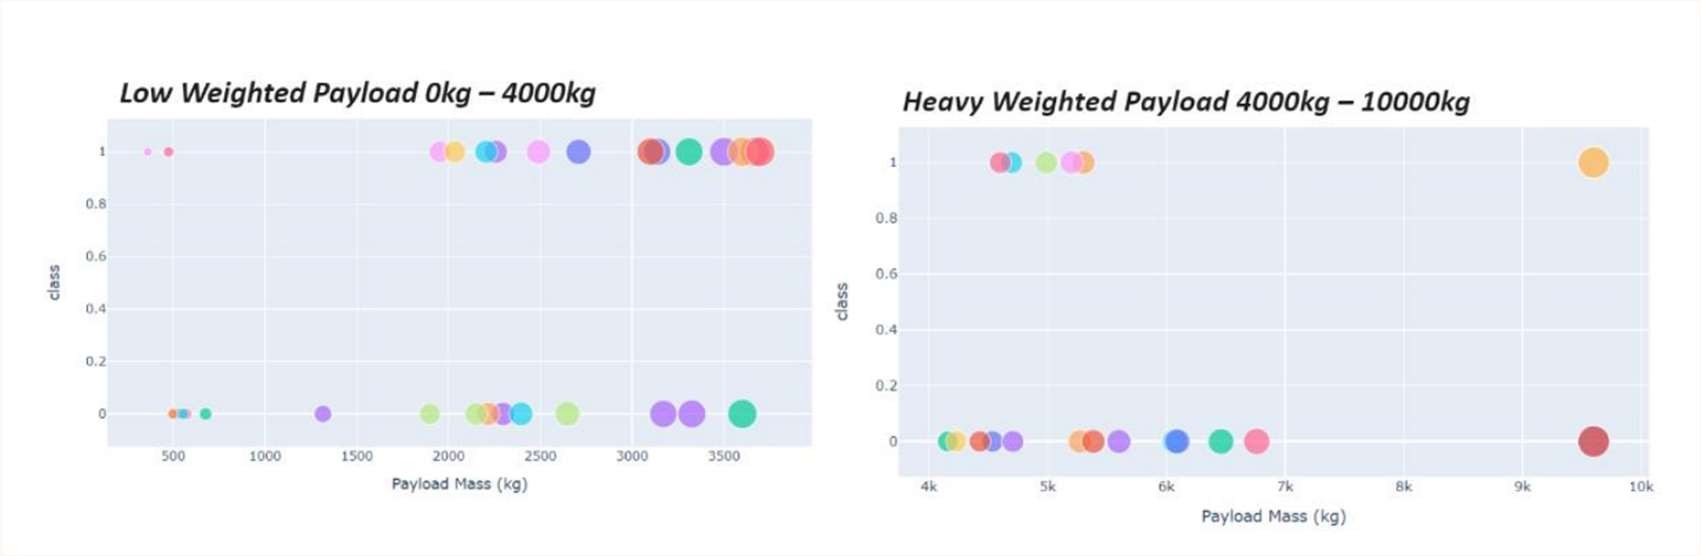 Low Weighted Payload 0kg – 4000kg
1
0.8
0.6
0.4
0.2
0
class
500 1000 1500 2000 2500 3000 3500
Payload Mass (kg)
Heavy Weighted Payload 4000kg – 10000kg
1
0.8
0.6
0.4
0.2
0
class
4k 5k 6k 7k 8k 9k 10k
Payload Mass (kg)